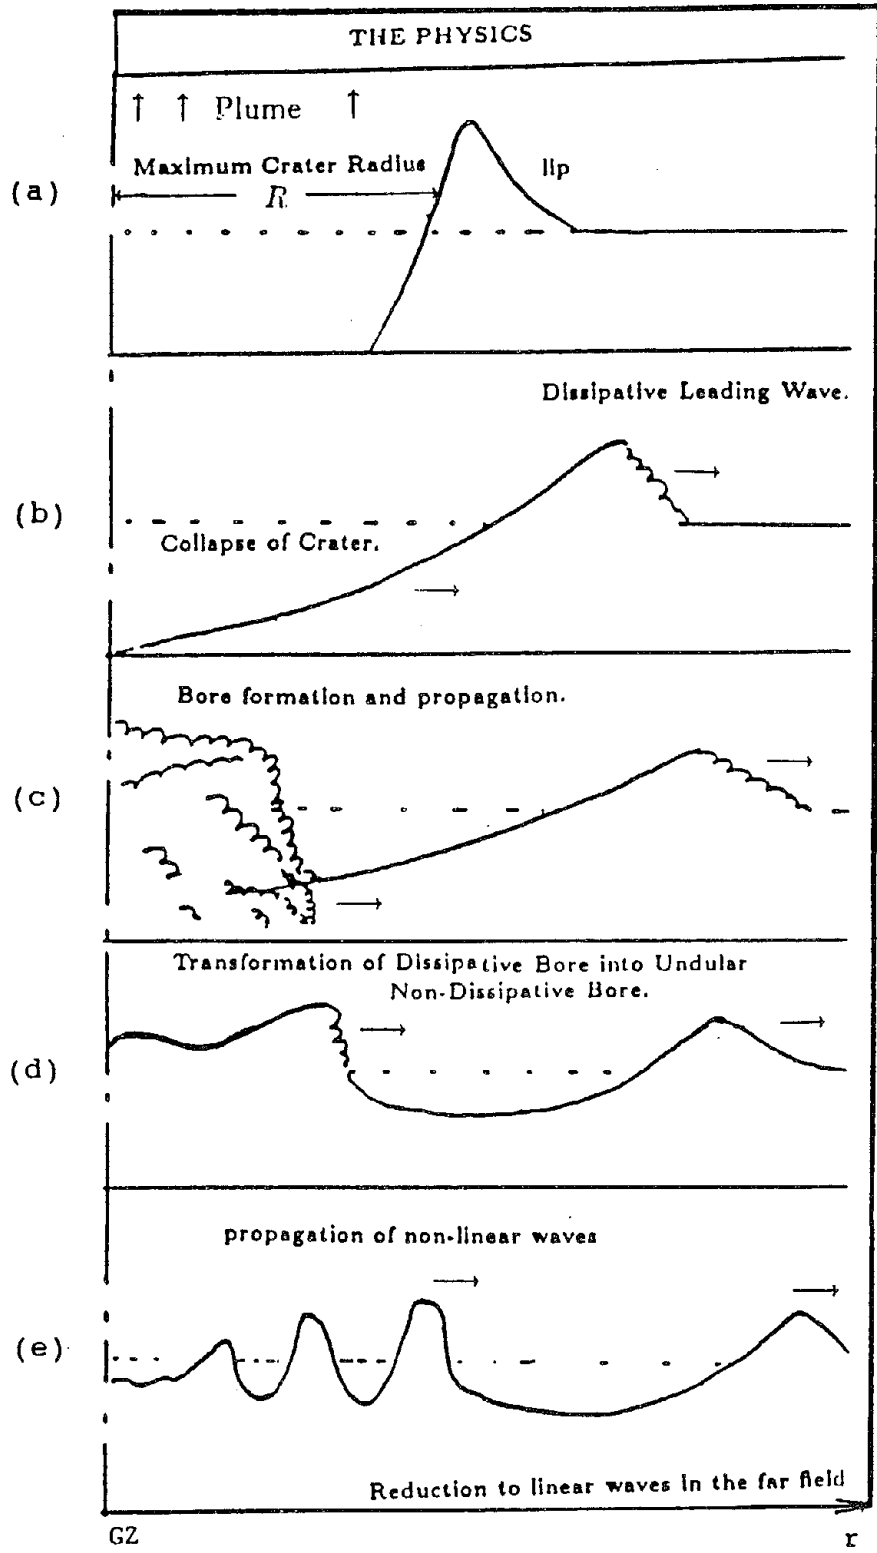 THE PHYSICS
↑ ↑ Plume ↑
Maximum Crater Radius
lip
(a)
R
Dissipative Leading Wave.
(b)
Collapse of Crater.
Bore formation and propagation.
(c)
Transformation of Dissipative Bore into Undular
Non-Dissipative Bore.
(d)
propagation of non-linear waves
(e)
Reduction to linear waves in the far field
GZ
r